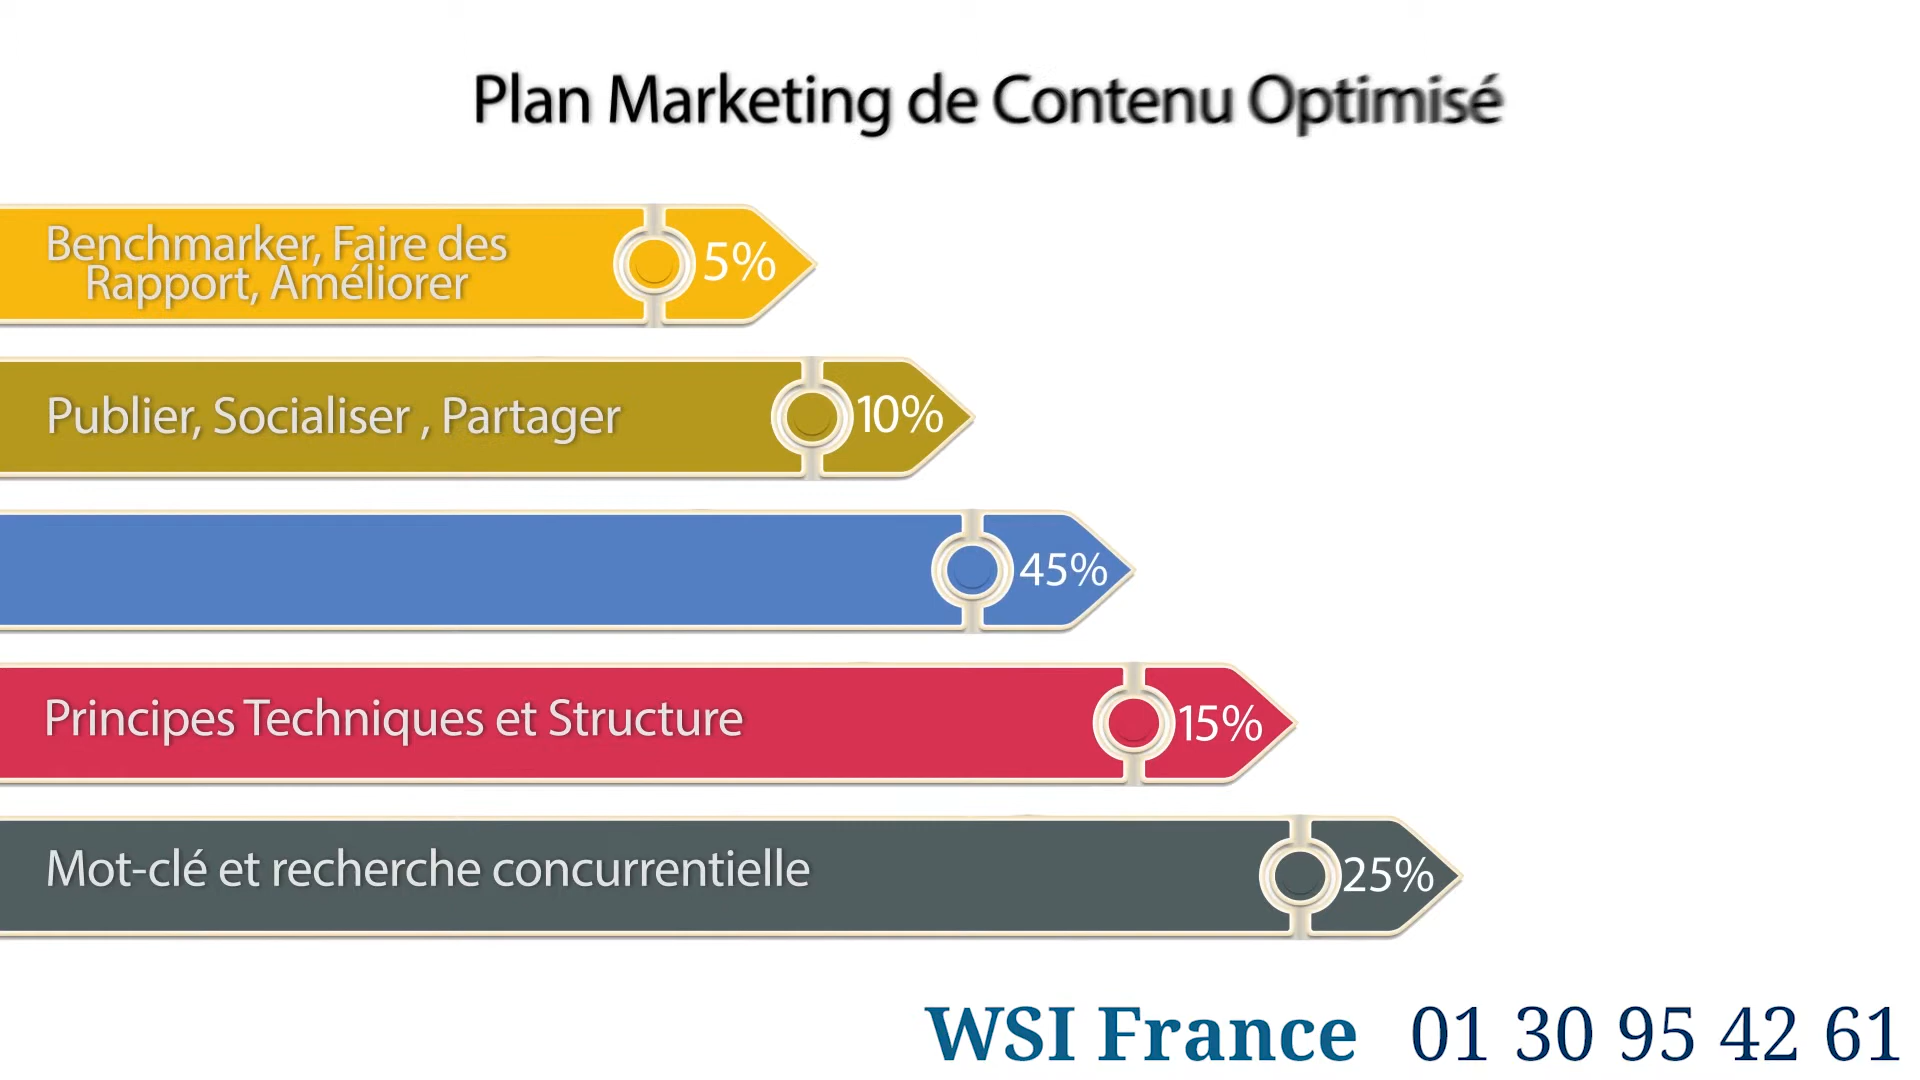 Plan Marketing de Contenu Optimisé
Benchmarker, Faire des
Rapport, Améliorer
5%
Publier, Socialiser , Partager
10%
45%
Principes Techniques et Structure
15%
Mot-clé et recherche concurrentielle
25%
WSI France 01 30 95 42 61